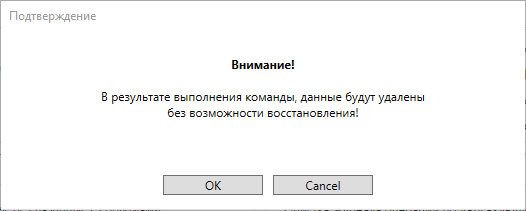 Подтверждение
Внимание!
В результате выполнения команды, данные будут удалены
без возможности восстановления!
OK
Cancel